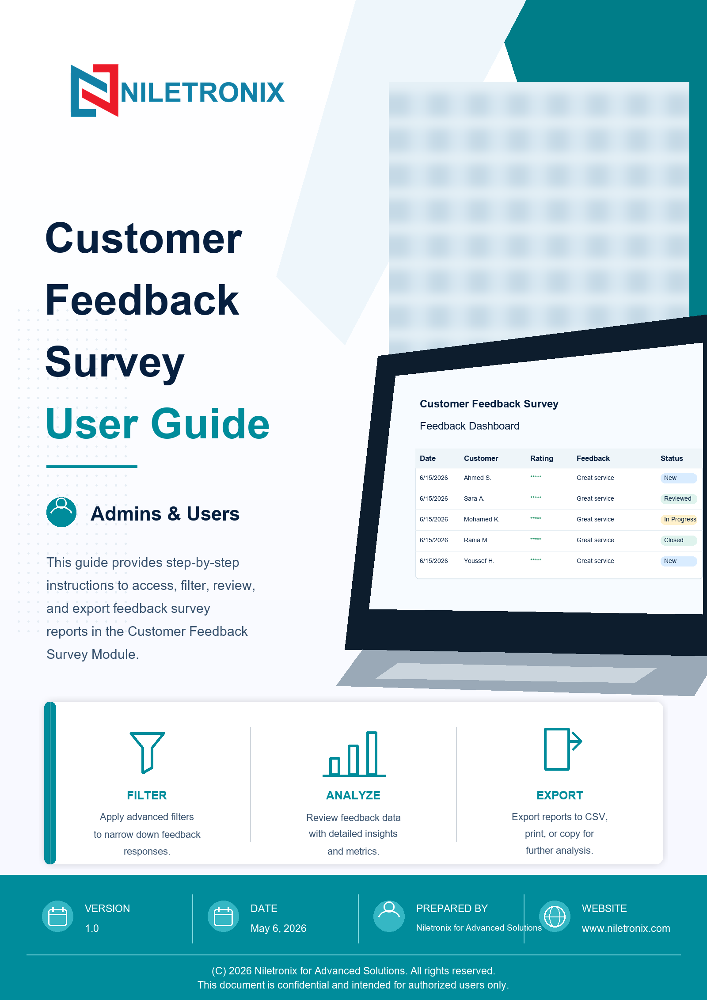 NILETRONIX
Customer
Feedback
Survey
User Guide
Admins & Users
This guide provides step-by-step
instructions to access, filter, review,
and export feedback survey
reports in the Customer Feedback
Survey Module.
Customer Feedback Survey
Feedback Dashboard
Date Customer Rating Feedback Status
6/15/2026 Ahmed S. ***** Great service New
6/15/2026 Sara A. ***** Great service Reviewed
6/15/2026 Mohamed K. ***** Great service In Progress
6/15/2026 Rania M. ***** Great service Closed
6/15/2026 Youssef H. ***** Great service New
FILTER
Apply advanced filters
to narrow down feedback
responses.
ANALYZE
Review feedback data
with detailed insights
and metrics.
EXPORT
Export reports to CSV,
print, or copy for
further analysis.
VERSION
1.0
DATE
May 6, 2026
PREPARED BY
Niletronix for Advanced Solutions
WEBSITE
www.niletronix.com
(C) 2026 Niletronix for Advanced Solutions. All rights reserved.
This document is confidential and intended for authorized users only.